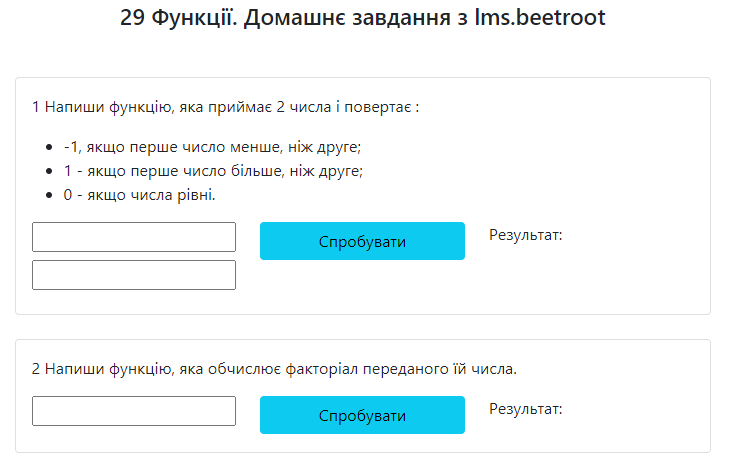 29 Функції. Домашнє завдання з lms.beetroot
1 Напиши функцію, яка приймає 2 числа і повертає :
-1, якщо перше число менше, ніж друге;
1 - якщо перше число більше, ніж друге;
0 - якщо числа рівні.
Спробувати
Результат:
2 Напиши функцію, яка обчислює факторіал переданого їй числа.
Спробувати
Результат: